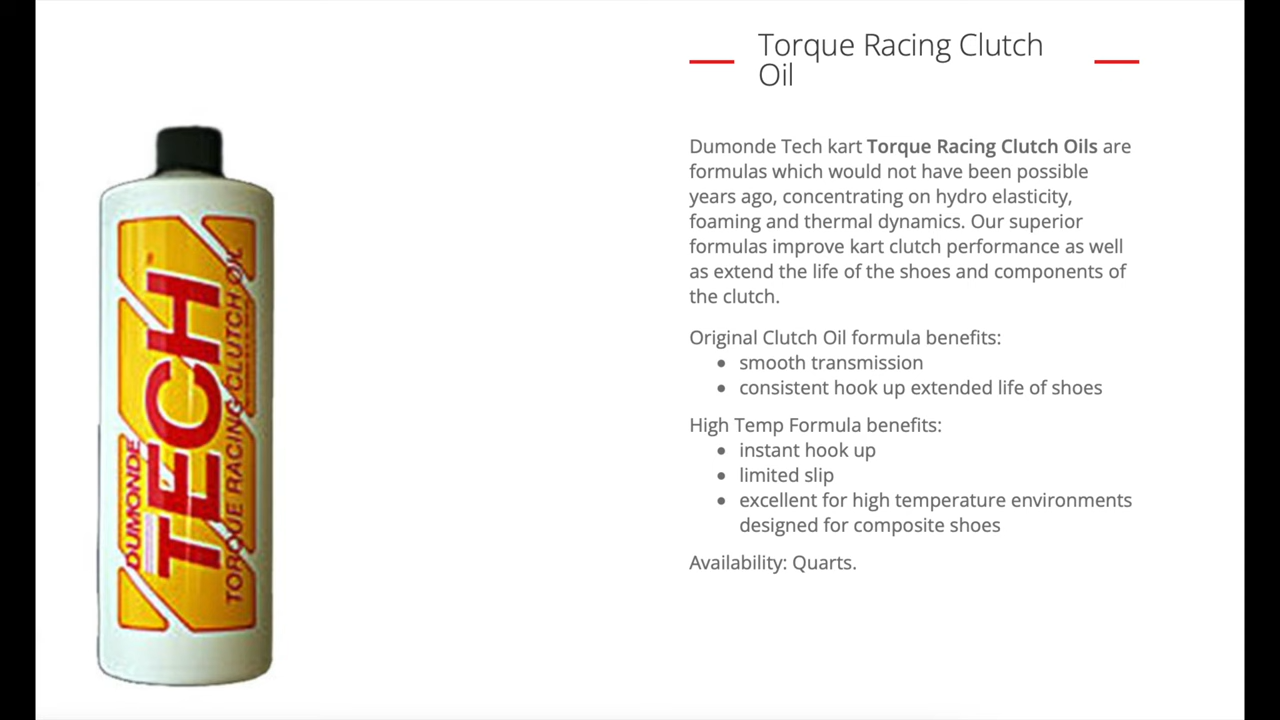 Torque Racing Clutch
Oil
Dumonde Tech kart Torque Racing Clutch Oils are
formulas which would not have been possible
years ago, concentrating on hydro elasticity,
foaming and thermal dynamics. Our superior
formulas improve kart clutch performance as well
as extend the life of the shoes and components of
the clutch.
Original Clutch Oil formula benefits:
• smooth transmission
• consistent hook up extended life of shoes
High Temp Formula benefits:
• instant hook up
• limited slip
• excellent for high temperature environments
designed for composite shoes
Availability: Quarts.
DUMONDE
TECH
TORQUE RACING CLUTCH OIL